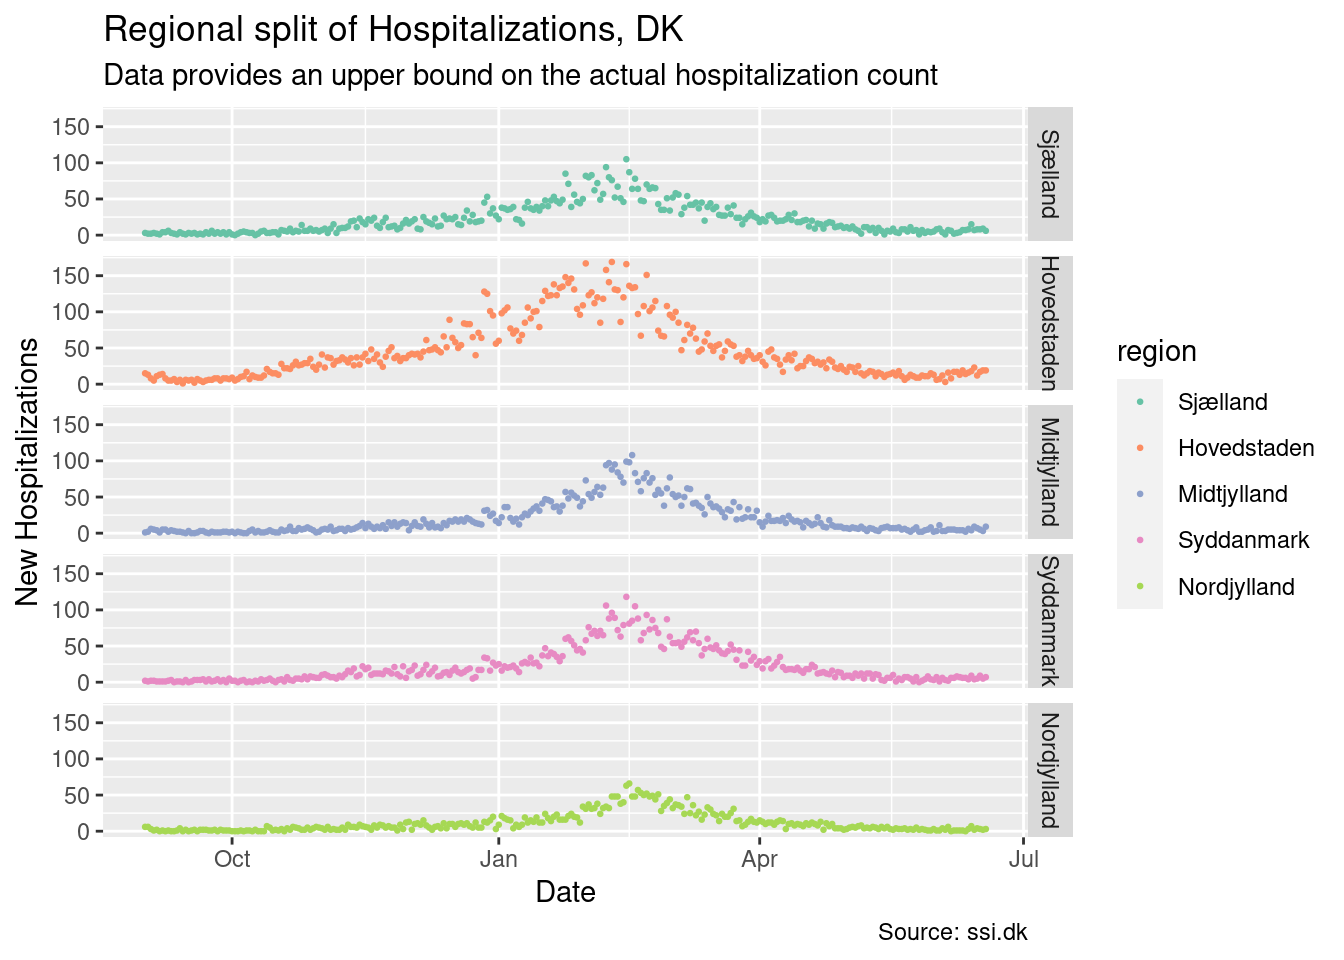 Regional split of Hospitalizations, DK
Data provides an upper bound on the actual hospitalization count
New Hospitalizations
150
100
50
0
Sjælland
150
100
50
0
Hovedstaden
150
100
50
0
Midtjylland
150
100
50
0
Syddanmark
150
100
50
0
Nordjylland
Oct Jan Apr Jul
Date
region
Sjælland
Hovedstaden
Midtjylland
Syddanmark
Nordjylland
Source: ssi.dk